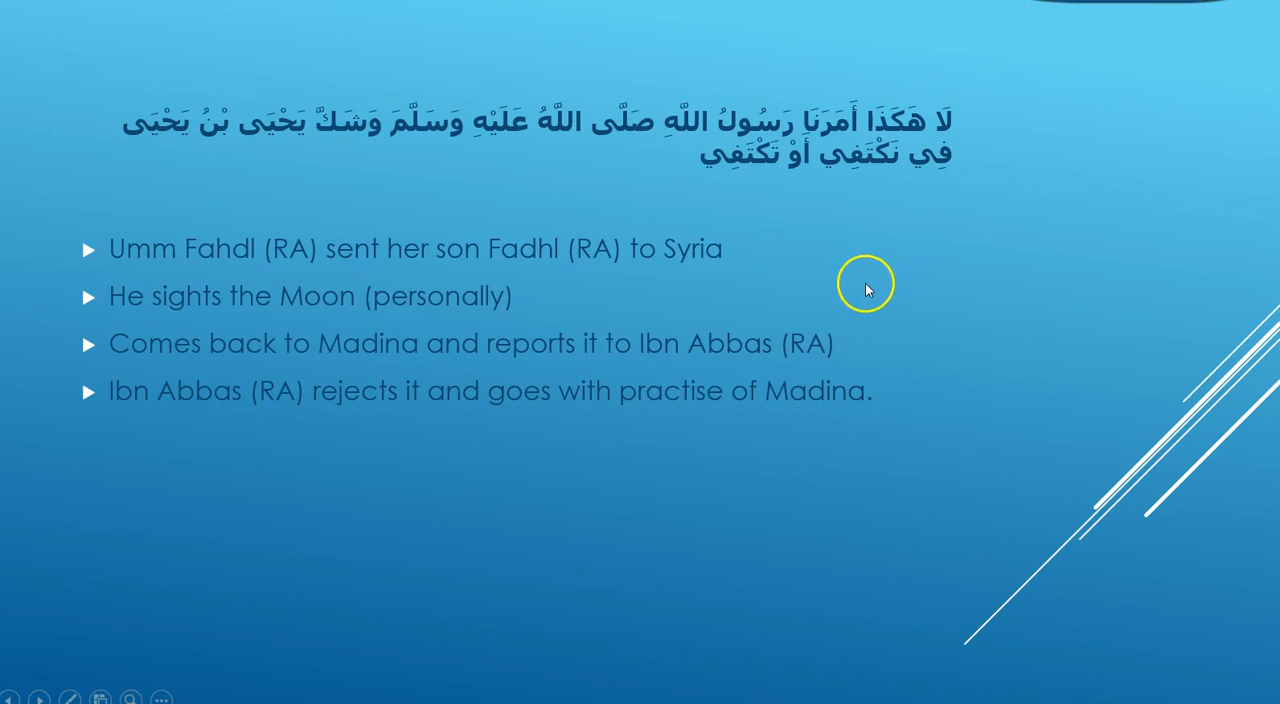 لَا هَكَذَا أَمَرَنَا رَسُولُ اللَّهِ صَلَّى اللَّهُ عَلَيْهِ وَسَلَّمَ وَشَكَّ يَحْيَى بْنُ يَحْيَى
فِي نَكْتَفِي أَوْ تَكْتَفِي
Umm Fahdl (RA) sent her son Fadhl (RA) to Syria
He sights the Moon (personally)
Comes back to Madina and reports it to Ibn Abbas (RA)
Ibn Abbas (RA) rejects it and goes with practise of Madina.